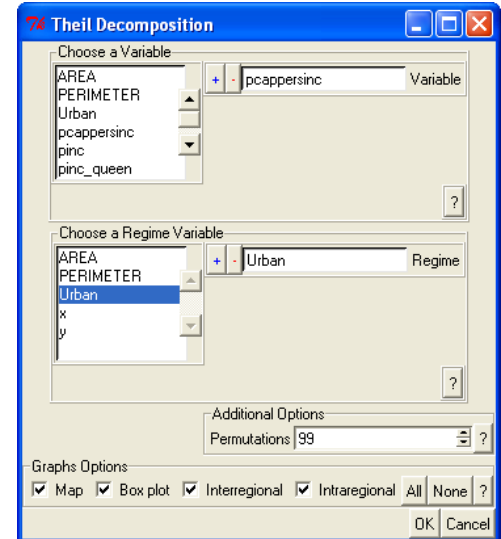 Theil Decomposition
Choose a Variable
AREA
PERIMETER
Urban
pcappersinc
pinc
pinc_queen
+ - pcappersinc Variable
?
Choose a Regime Variable
AREA
PERIMETER
Urban
x
y
+ - Urban Regime
?
Additional Options
Permutations 99 ?
Graphs Options
Map Box plot Interregional Intraregional All None ?
OK Cancel